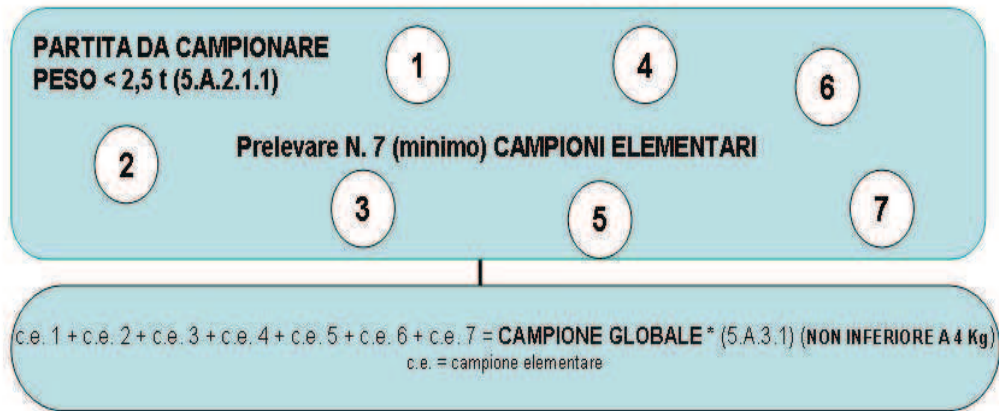 PARTITA DA CAMPIONARE
PESO < 2,5 t (5.A.2.1.1)
1
4
6
2
Prelevare N. 7 (minimo) CAMPIONI ELEMENTARI
3
5
7
c.e. 1 + c.e. 2 + c.e. 3 + c.e. 4 + c.e. 5 + c.e. 6 + c.e. 7 = CAMPIONE GLOBALE * (5.A.3.1) (NON INFERIORE A 4 Kg)
c.e. = campione elementare